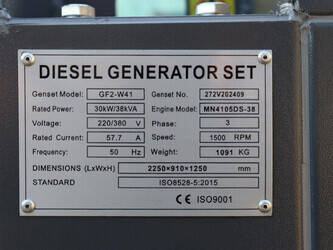 DIESEL GENERATOR SET
Genset Model: GF2-W41 Genset No. 272V202409
Rated Power: 30kW/38kVA Engine Model: MN4105DS-38
Voltage: 220/380 V Phase: 3
Rated Current: 57.7 A Speed: 1500 RPM
Frequency: 50 Hz Weight: 1091 KG
DIMENSIONS (LxWxH) 2250×910×1250 mm
STANDARD ISO8528-5:2015
CE ISO9001